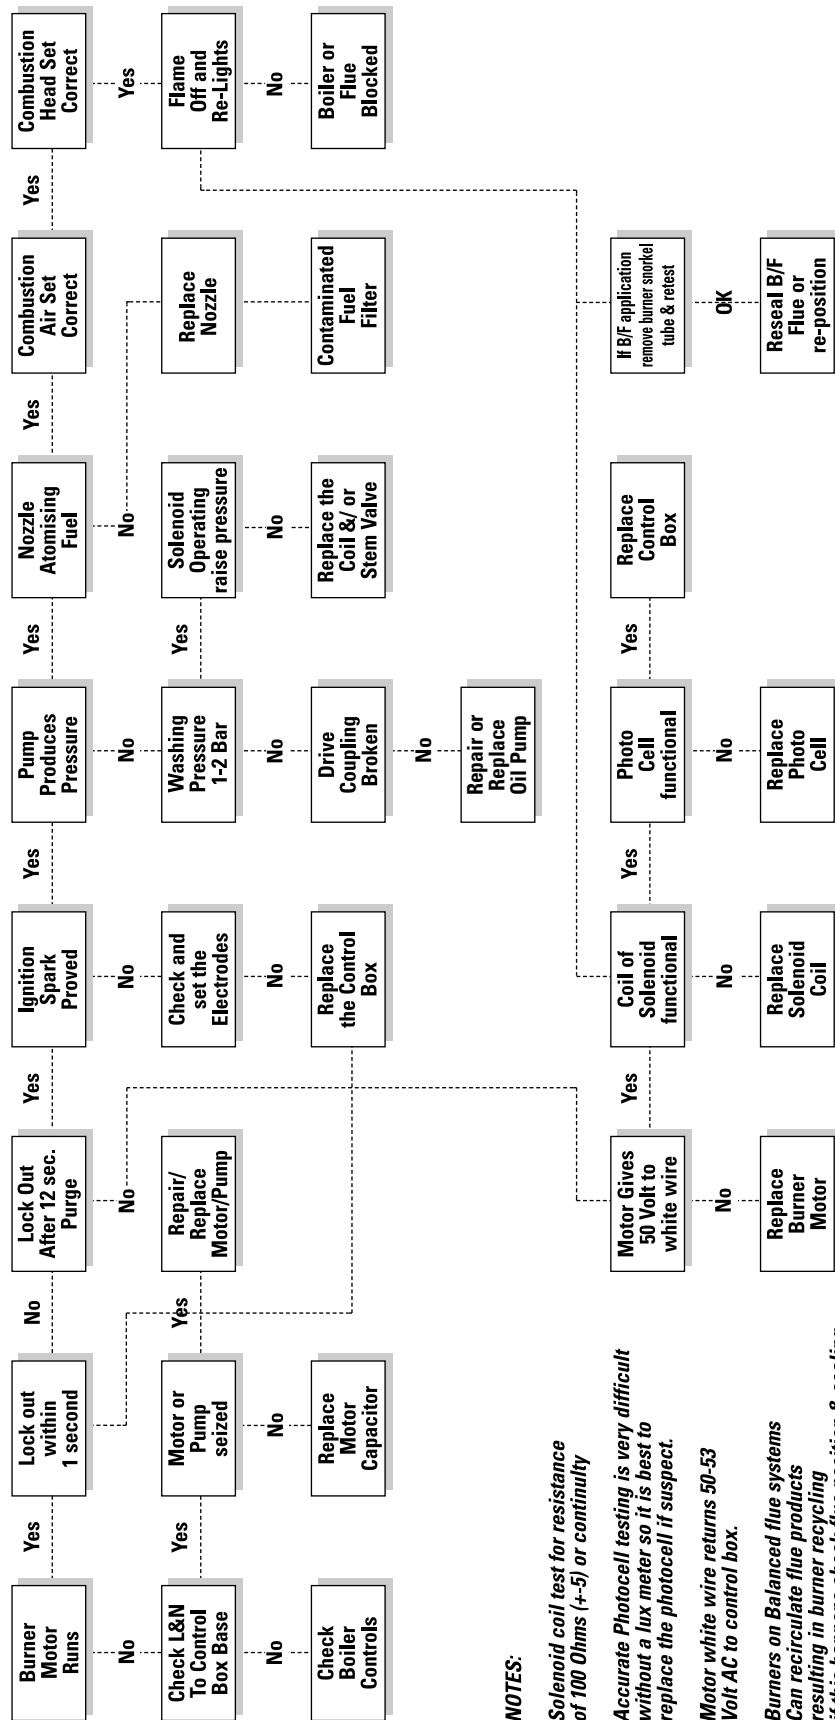 Burner
Motor
Runs
Yes
Lock out
within
1 second
No
Lock Out
After 12 sec.
Purge
Yes
Ignition
Spark
Proved
Yes
Pump
Produces
Pressure
Yes
Nozzle
Atomising
Fuel
Yes
Combustion
Air Set
Correct
Yes
Combustion
Head Set
Correct
No
No
No
No
No
Yes
Check L&N
To Control
Box Base
Yes
Motor or
Pump
seized
Yes
Repair/
Replace
Motor/Pump
Check and
set the
Electrodes
Washing
Pressure
1-2 Bar
Yes
Solenoid
Operating
raise pressure
Replace
Nozzle
Flame
Off and
Re-Lights
No
No
No
No
No
No
Check
Boiler
Controls
Replace
Motor
Capacitor
Replace
the Control
Box
Drive
Coupling
Broken
Replace the
Coil &/ or
Stem Valve
Contaminated
Fuel
Filter
Boiler or
Flue
Blocked
No
Repair or
Replace
Oil Pump
Motor Gives
50 Volt to
white wire
Yes
Coil of
Solenoid
functional
Yes
Photo
Cell
functional
Yes
Replace
Control
Box
If B/F application
remove burner snorkel
tube & retest
No
No
No
OK
Replace
Burner
Motor
Replace
Solenoid
Coil
Replace
Photo
Cell
Reseal B/F
Flue or
re-position
NOTES:
Solenoid coil test for resistance
of 100 Ohms (+-5) or continuity
Accurate Photocell testing is very difficult
without a lux meter so it is best to
replace the photocell if suspect.
Motor white wire returns 50-53
Volt AC to control box.
Burners on Balanced flue systems
Can recirculate flue products
resulting in burner recycling